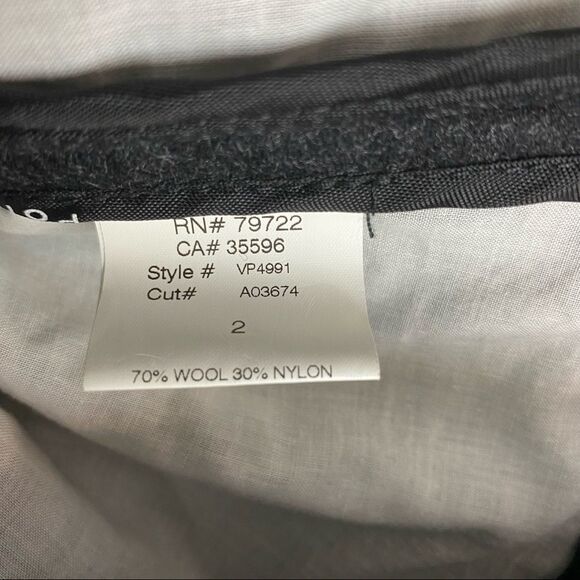 RN# 79722
CA# 35596
Style # VP4991
Cut# A03674
2
70% WOOL 30% NYLON